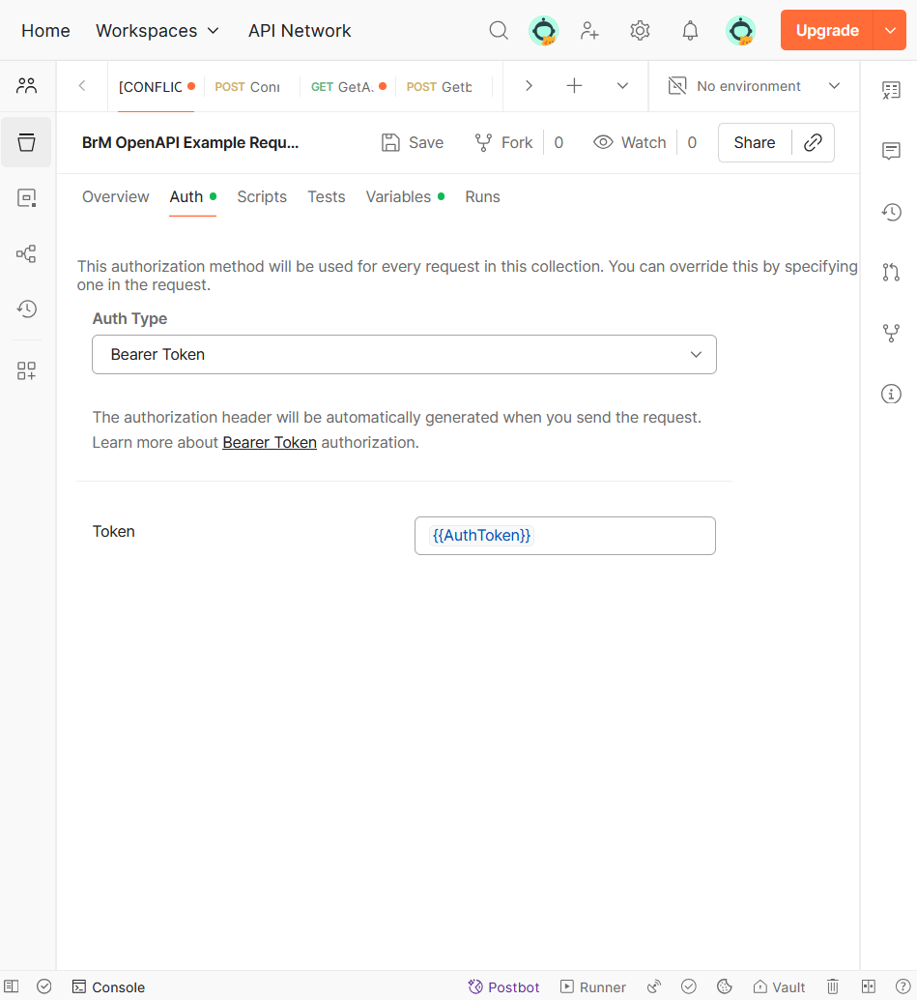 Home Workspaces API Network Upgrade
[CONFLIC POST Coni GET GetA. POST Getb No environment
BrM OpenAPI Example Requ... Save Fork 0 Watch 0 Share
Overview Auth Scripts Tests Variables Runs
This authorization method will be used for every request in this collection. You can override this by specifying
one in the request.
Auth Type
Bearer Token
The authorization header will be automatically generated when you send the request.
Learn more about Bearer Token authorization.
Token {{AuthToken}}
Console Postbot Runner Vault